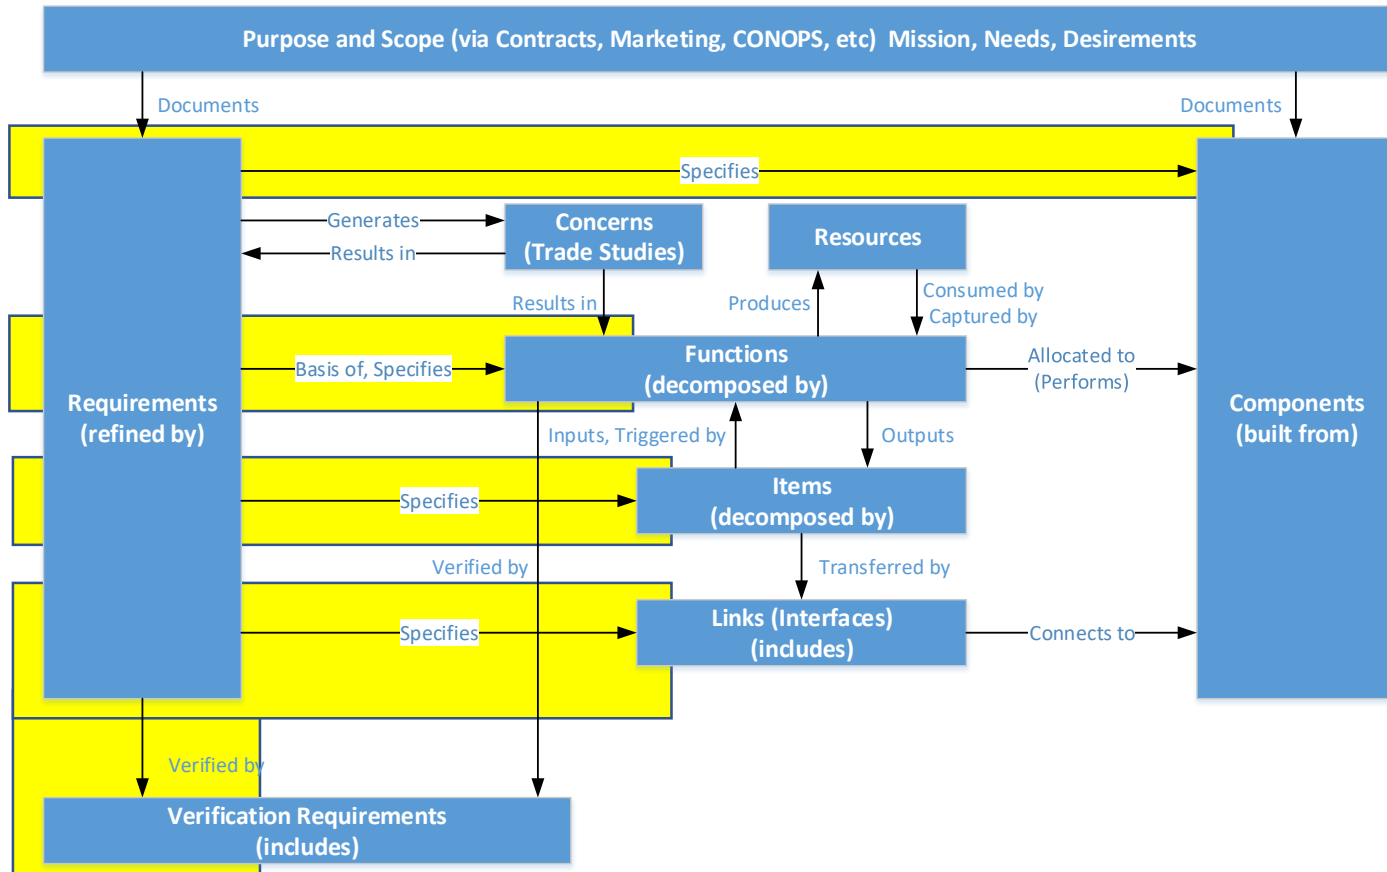 Purpose and Scope (via Contracts, Marketing, CONOPS, etc)  Mission, Needs, Desirements
Documents
Documents
Specifies
Generates
Concerns
(Trade Studies)
Resources
Results in
Results in
Produces
Consumed by
Captured by
Requirements
(refined by)
Basis of, Specifies
Functions
(decomposed by)
Allocated to
(Performs)
Components
(built from)
Inputs, Triggered by
Outputs
Specifies
Items
(decomposed by)
Verified by
Transferred by
Specifies
Links (Interfaces)
(includes)
Connects to
Verified by
Verification Requirements
(includes)